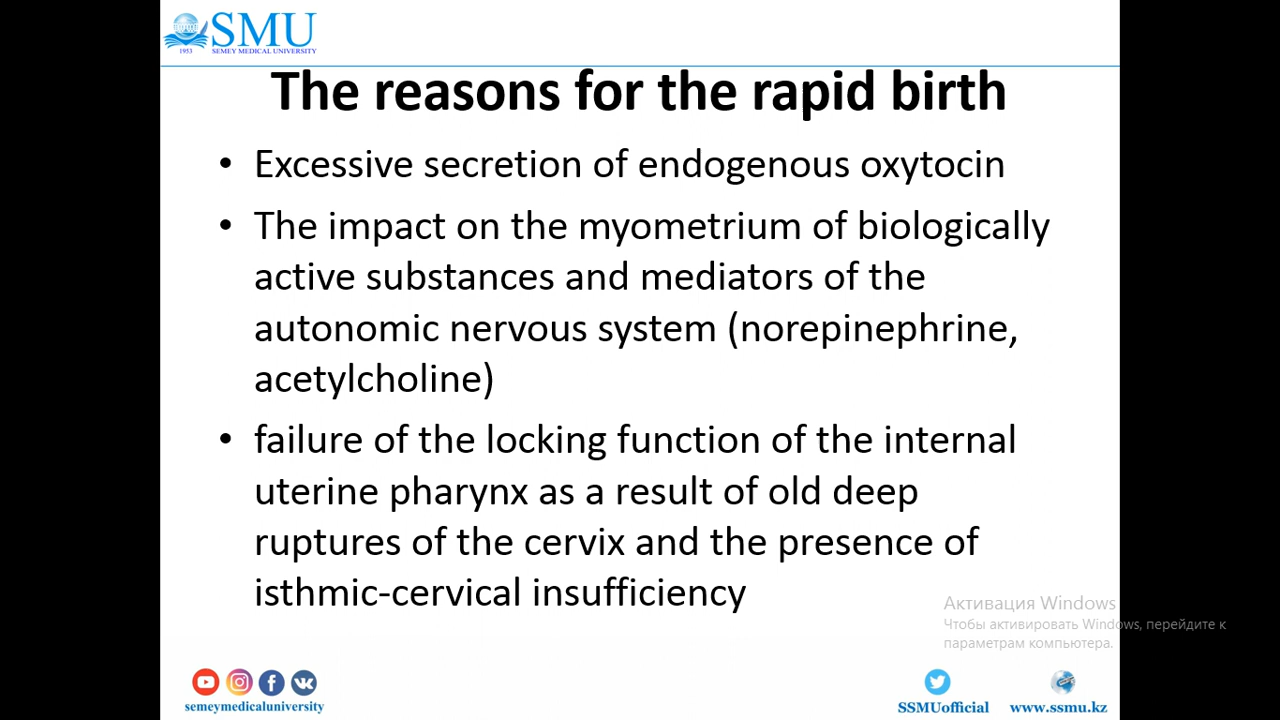 SMU
1953 SEMEY MEDICAL UNIVERSITY
The reasons for the rapid birth
• Excessive secretion of endogenous oxytocin
• The impact on the myometrium of biologically
active substances and mediators of the
autonomic nervous system (norepinephrine,
acetylcholine)
• failure of the locking function of the internal
uterine pharynx as a result of old deep
ruptures of the cervix and the presence of
isthmic-cervical insufficiency
Активация Windows
Чтобы активировать Windows, перейдите к
параметрам компьютера.
semeymedicaluniversity
SSMUofficial
www.ssmu.kz